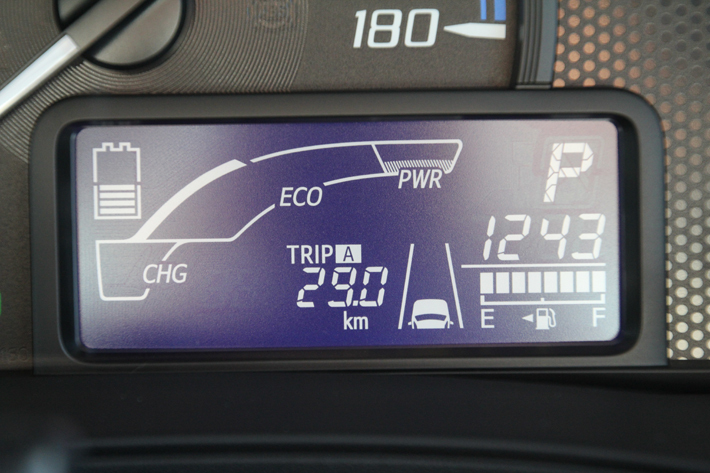 180
P
ECO
PWR
1243
TRIP A
CHG
29.0
km
E F